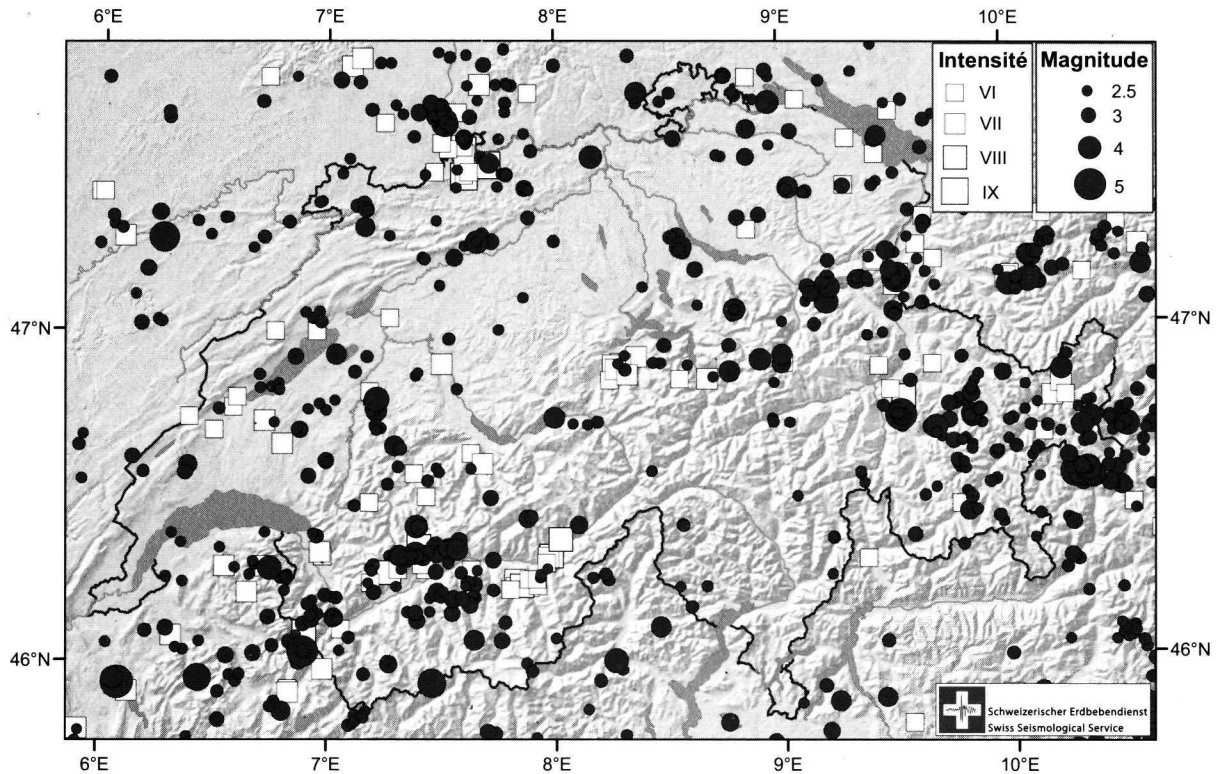 6°E 7°E 8°E 9°E 10°E
Intensité
VI
VII
VIII
IX
Magnitude
2.5
3
4
5
47°N 47°N
46°N 46°N
Schweizerischer Erdbebendienst
Swiss Seismological Service
6°E 7°E 8°E 9°E 10°E